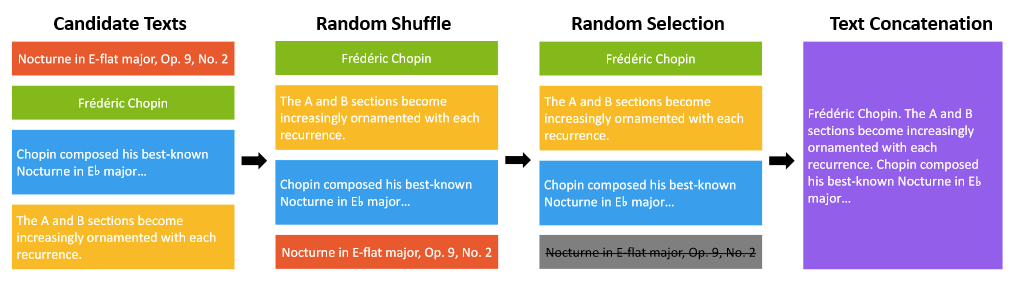 Candidate Texts
Nocturne in E-flat major, Op. 9, No. 2
Frédéric Chopin
Chopin composed his best-known
Nocturne in E♭ major...
The A and B sections become
increasingly ornamented with each
recurrence.
Random Shuffle
Frédéric Chopin
The A and B sections become
increasingly ornamented with each
recurrence.
Chopin composed his best-known
Nocturne in E♭ major...
Nocturne in E-flat major, Op. 9, No. 2
Random Selection
Frédéric Chopin
The A and B sections become
increasingly ornamented with each
recurrence.
Chopin composed his best-known
Nocturne in E♭ major...
Nocturne in E-flat major, Op. 9, No. 2
Text Concatenation
Frédéric Chopin. The A and B
sections become increasingly
ornamented with each
recurrence. Chopin composed
his best-known Nocturne in E♭
major...